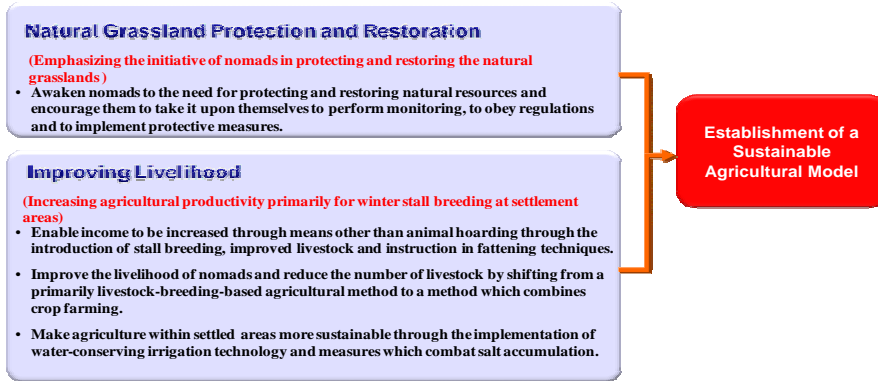 Natural Grassland Protection and Restoration
(Emphasizing the initiative of nomads in protecting and restoring the natural
grasslands )
• Awaken nomads to the need for protecting and restoring natural resources and
encourage them to take it upon themselves to perform monitoring, to obey regulations
and to implement protective measures.
Improving Livelihood
(Increasing agricultural productivity primarily for winter stall breeding at settlement
areas)
• Enable income to be increased through means other than animal hoarding through the
introduction of stall breeding, improved livestock and instruction in fattening techniques.
• Improve the livelihood of nomads and reduce the number of livestock by shifting from a
primarily livestock-breeding-based agricultural method to a method which combines
crop farming.
• Make agriculture within settled areas more sustainable through the implementation of
water-conserving irrigation technology and measures which combat salt accumulation.
Establishment of a
Sustainable
Agricultural Model